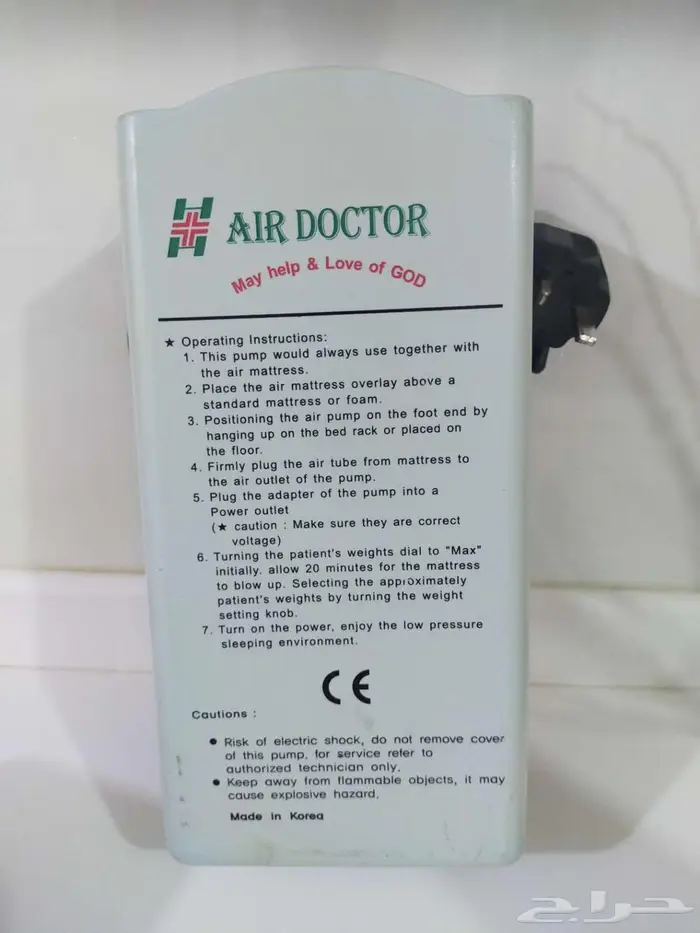 AIR DOCTOR
May help & Love of GOD
★ Operating Instructions:
1. This pump would always use together with
the air mattress.
2. Place the air mattress overlay above a
standard mattress or foam.
3. Positioning the air pump on the foot end by
hanging up on the bed rack or placed on
the floor.
4. Firmly plug the air tube from mattress to
the air outlet of the pump.
5. Plug the adapter of the pump into a
Power outlet
(★ caution : Make sure they are correct
voltage)
6. Turning the patient's weights dial to "Max"
initially. allow 20 minutes for the mattress
to blow up. Selecting the approximately
patient's weights by turning the weight
setting knob.
7. Turn on the power, enjoy the low pressure
sleeping environment.
CE
Cautions :
● Risk of electric shock, do not remove cover
of this pump. for service refer to
authorized technician only.
● Keep away from flammable objects, it may
cause explosive hazard.
Made in Korea
حراج